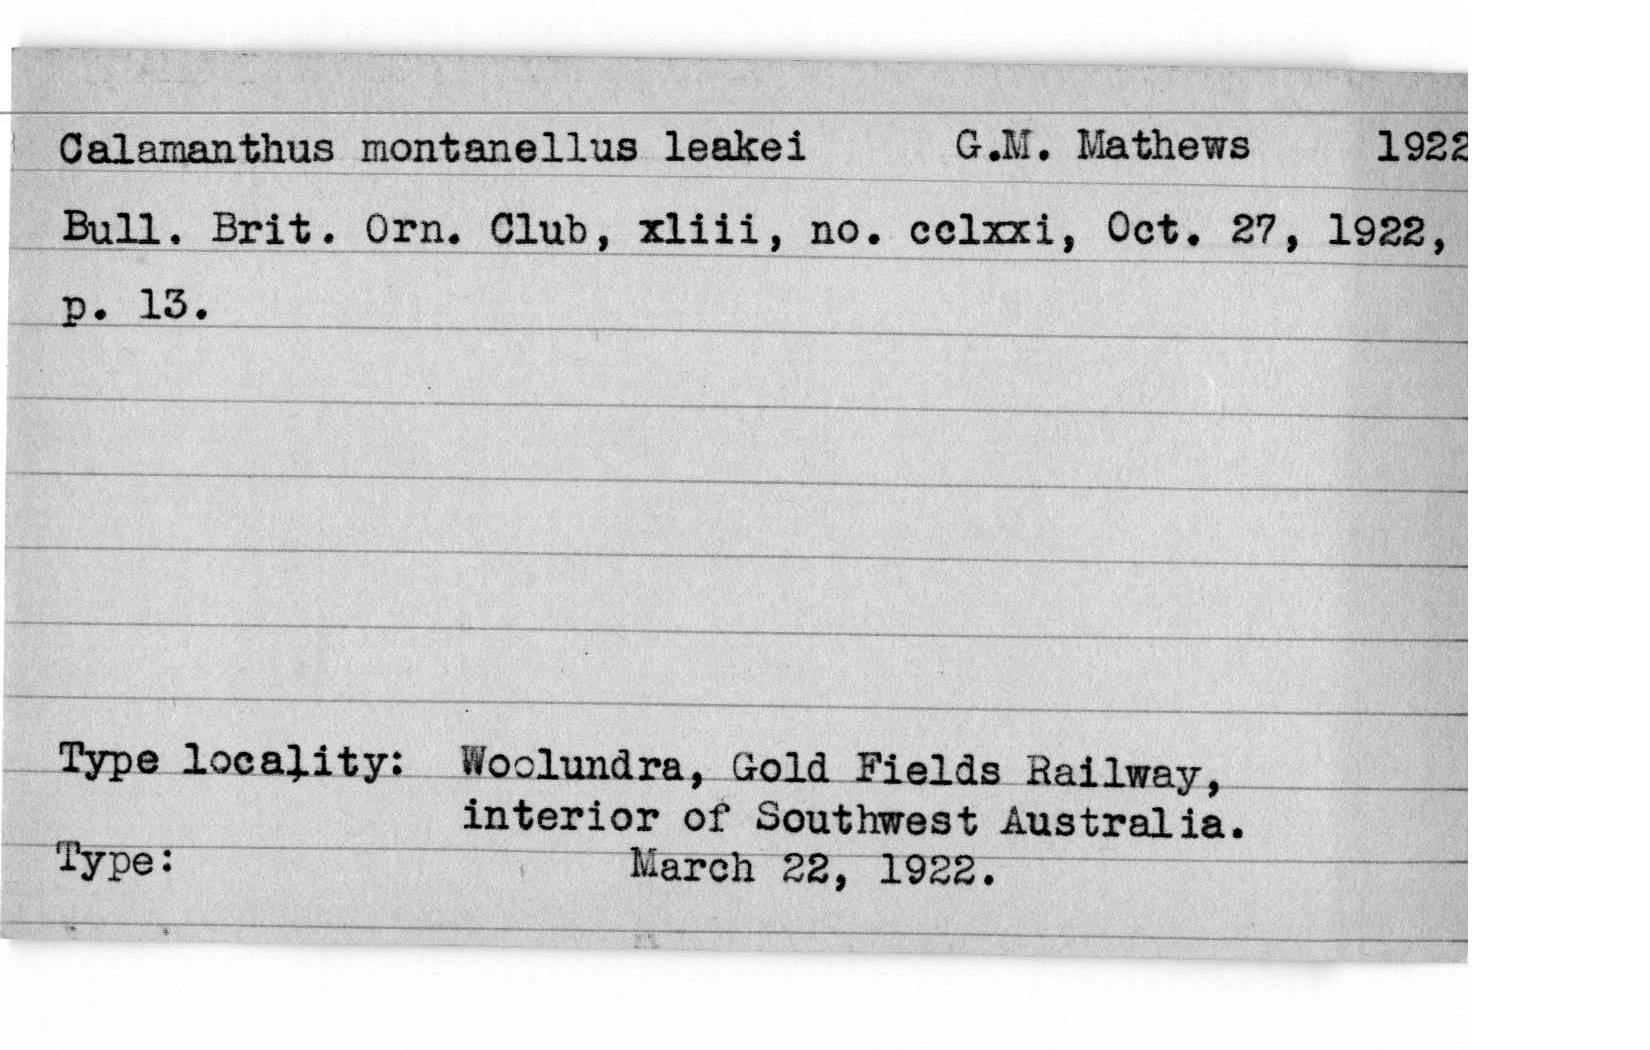 Calamanthus montanellus leakei G.M. Mathews 1922
Bull. Brit. Orn. Club, xliii, no. cclxxi, Oct. 27, 1922,
p. 13.
Type locality: Woolundra, Gold Fields Railway,
interior of Southwest Australia.
Type: March 22, 1922.